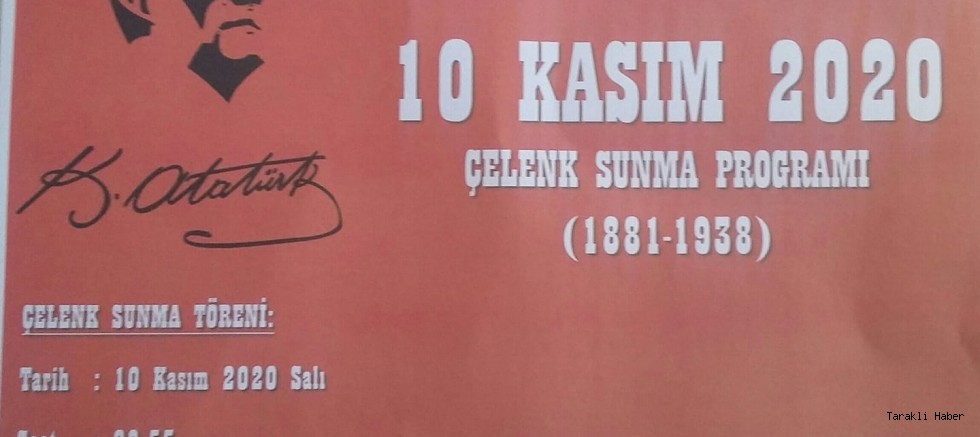 10 KASIM 2020
ÇELENK SUNMA PROGRAMI
(1881-1938)
K. Atatürk
ÇELENK SUNMA TÖRENİ:
Tarih : 10 Kasım 2020 Salı
Tarakli Haber